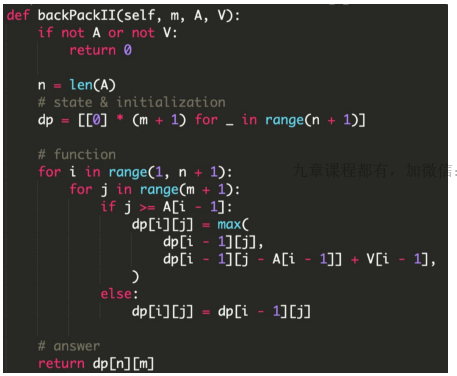 def backPackII(self, m, A, V):
    if not A or not V:
        return 0

    n = len(A)
    # state & initialization
    dp = [[0] * (m + 1) for _ in range(n + 1)]

    # function
    for i in range(1, n + 1):
九章课程都有，加微信：
        for j in range(m + 1):
            if j >= A[i - 1]:
                dp[i][j] = max(
                    dp[i - 1][j],
                    dp[i - 1][j - A[i - 1]] + V[i - 1],
                )
            else:
                dp[i][j] = dp[i - 1][j]

    # answer
    return dp[n][m]